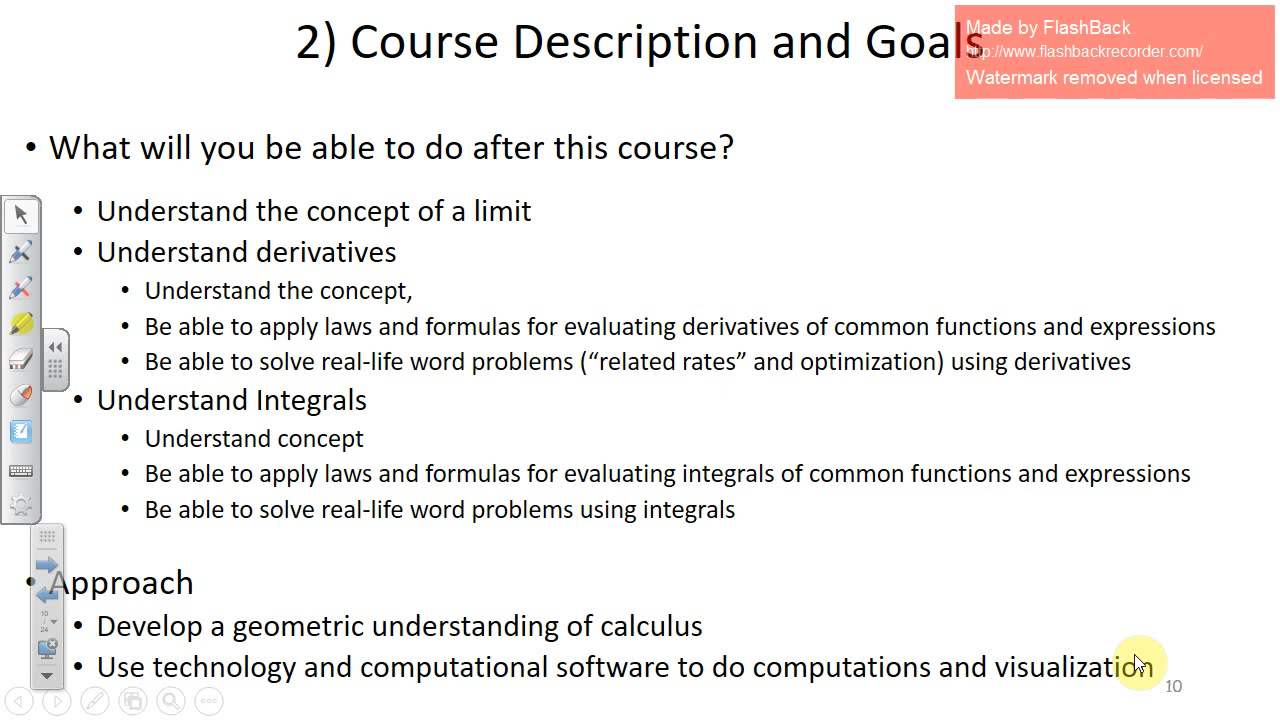 2) Course Description and Goals
Made by FlashBack
http://www.flashbackrecorder.com/
Watermark removed when licensed
• What will you be able to do after this course?
• Understand the concept of a limit
• Understand derivatives
• Understand the concept,
• Be able to apply laws and formulas for evaluating derivatives of common functions and expressions
• Be able to solve real-life word problems (“related rates” and optimization) using derivatives
• Understand Integrals
• Understand concept
• Be able to apply laws and formulas for evaluating integrals of common functions and expressions
• Be able to solve real-life word problems using integrals
• Approach
10
/
24
• Develop a geometric understanding of calculus
• Use technology and computational software to do computations and visualization
10